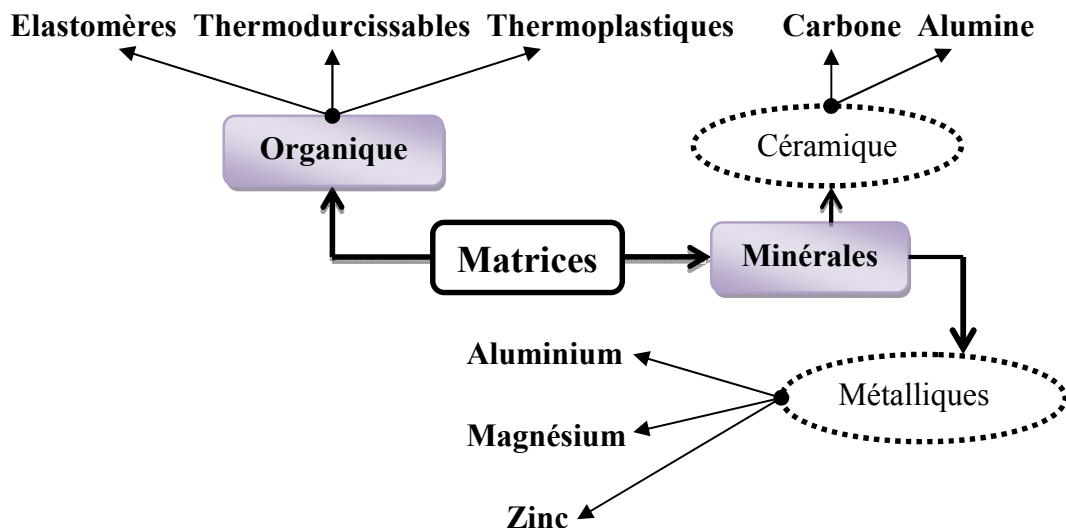 Elastomères Thermodurcissables Thermoplastiques Carbone Alumine
Organique
Céramique
Matrices
Minérales
Aluminium
Métalliques
Magnésium
Zinc